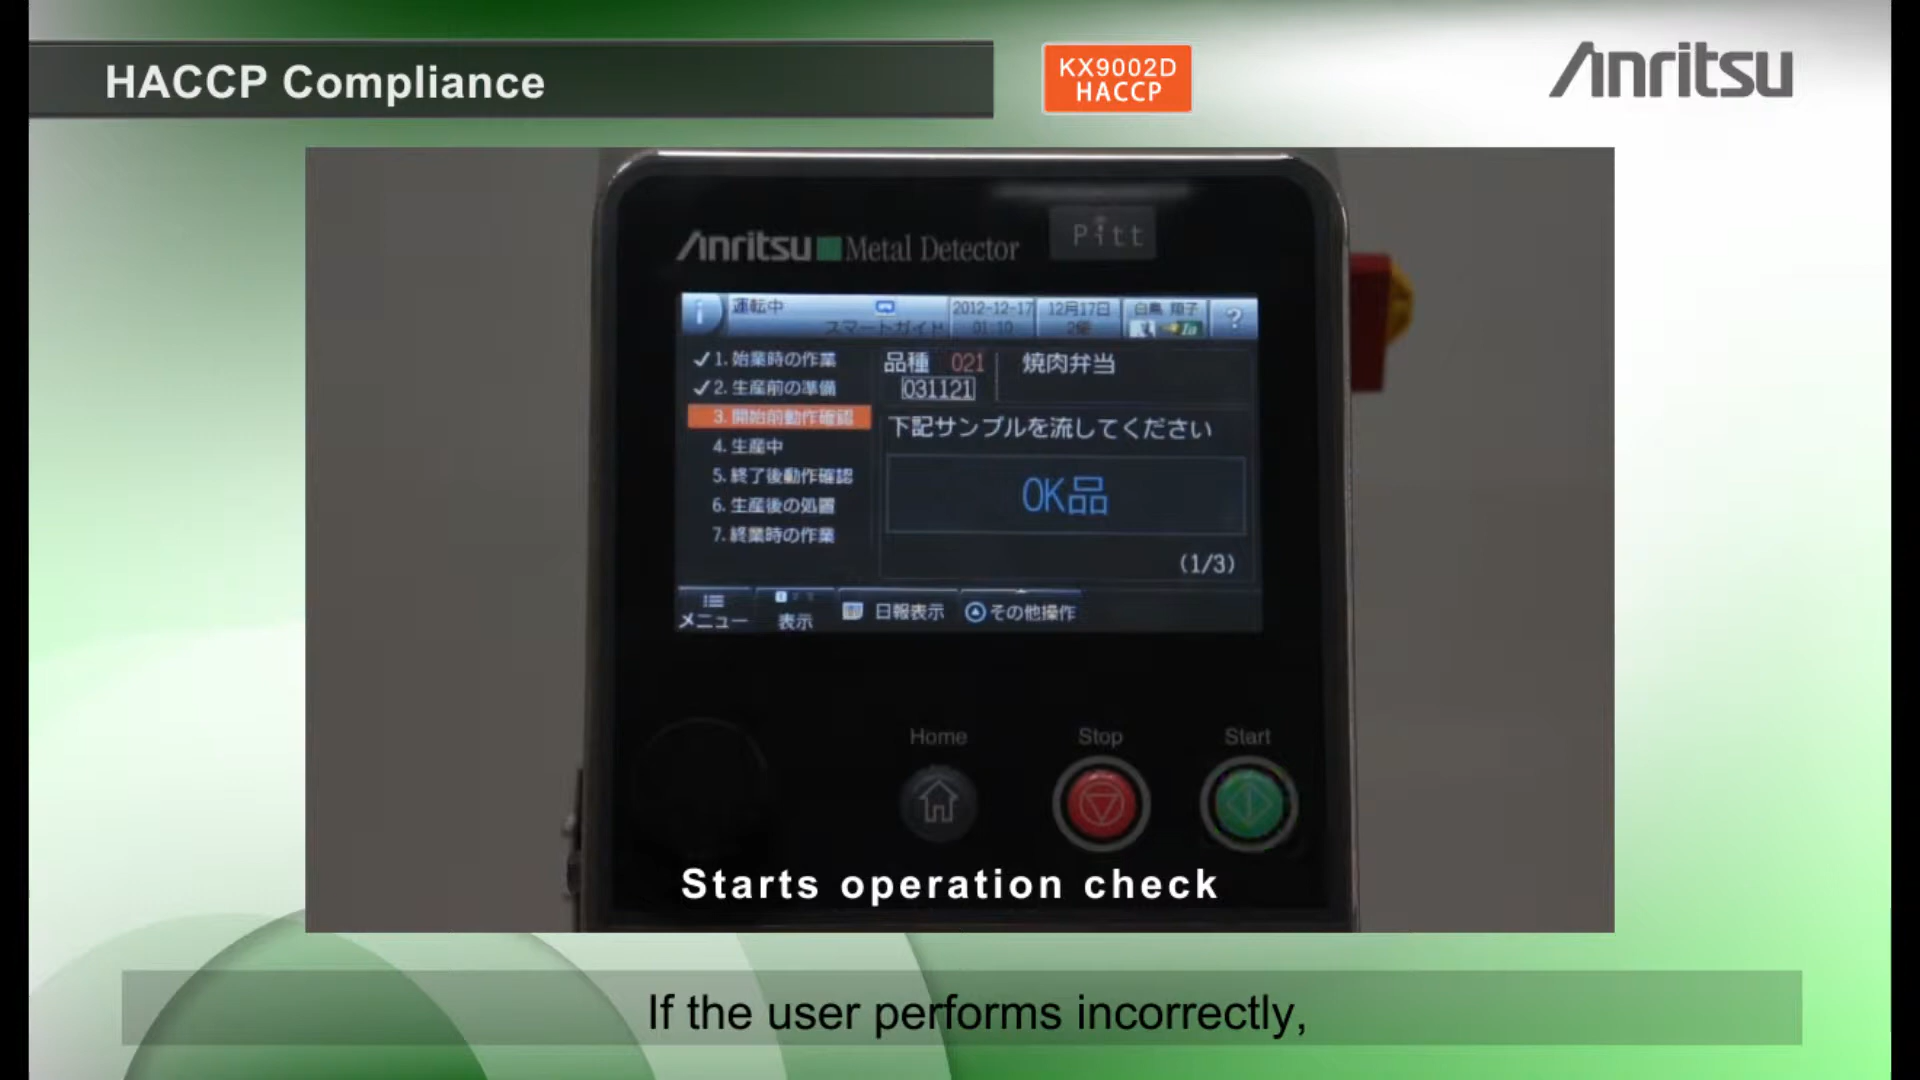 HACCP Compliance
KX9002D
HACCP
Anritsu
Anritsu Metal Detector
Pitt
運転中
スマートガイド
2012-12-17
01:10
12月17日
白鳥 翔子
?
✓1. 始業時の作業
✓2. 生産前の準備
3. 開始前動作確認
4. 生産中
5. 終了後動作確認
6. 生産後の処置
7. 終業時の作業
品種 021
031121
焼肉弁当
下記サンプルを流してください
OK品
(1/3)
メニュー
表示
日報表示
その他操作
Home
Stop
Start
Starts operation check
If the user performs incorrectly,